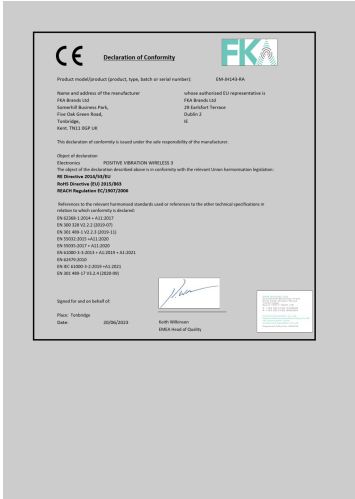 CE
Declaration of Conformity
FKA
Product model/product (product, type, batch or serial number): EM-JH143-RA
Name and address of the manufacturer whose authorised EU representative is
FKA Brands Ltd FKA Brands Ltd
Somerhill Business Park, 29 Earlsfort Terrace
Five Oak Green Road, Dublin 2
Tonbridge, IE
Kent. TN11 0GP UK
This declaration of conformity is issued under the sole responsibility of the manufacturer.
Object of declaration
Electronics POSITIVE VIBRATION WIRELESS 3
The object of the declaration described above is in conformity with the relevant Union harmonisation legislation:
RE Directive 2014/53/EU
RoHS Directive (EU) 2015/863
REACH Regulation EC/1907/2006
References to the relevant harmonised standards used or references to the other technical specifications in
relation to which conformity is declared:
EN 62368-1:2014 + A11:2017
EN 300 328 V2.2.2 (2019-07)
EN 301 489-1 V2.2.3 (2019-11)
EN 55032:2015 +A11:2020
EN 55035:2017 + A11:2020
EN 61000-3-3:2013 + A1:2019 + A1:2021
EN 62479:2010
EN IEC 61000-3-2:2019 +A1:2021
EN 301 489-17 V3.2.4 (2020-09)
Signed for and on behalf of:
Place: Tonbridge
Date: 20/06/2023 Keith Wilkinson
EMEA Head of Quality